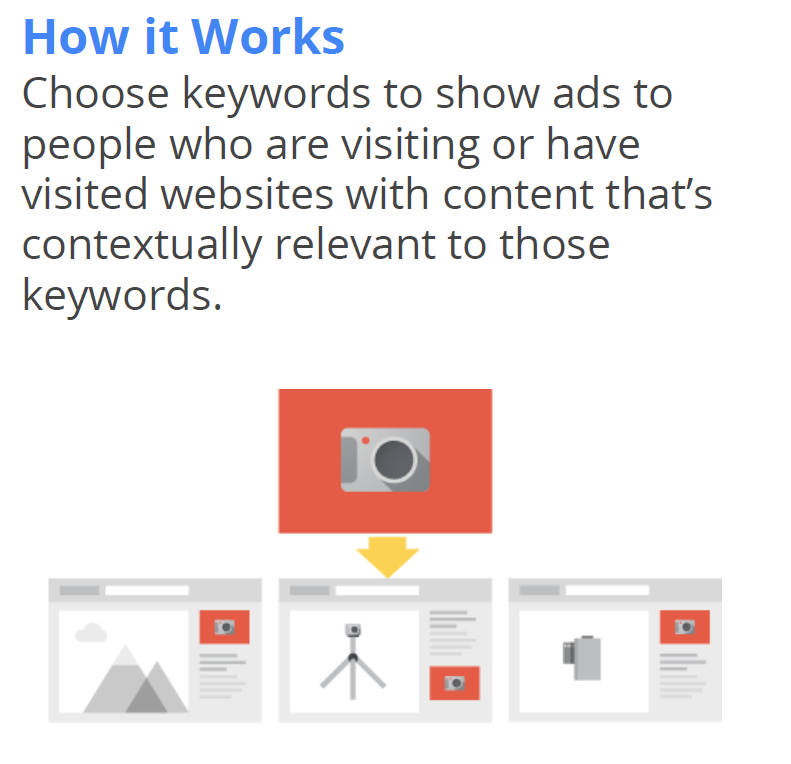 How it Works
Choose keywords to show ads to
people who are visiting or have
visited websites with content that’s
contextually relevant to those
keywords.